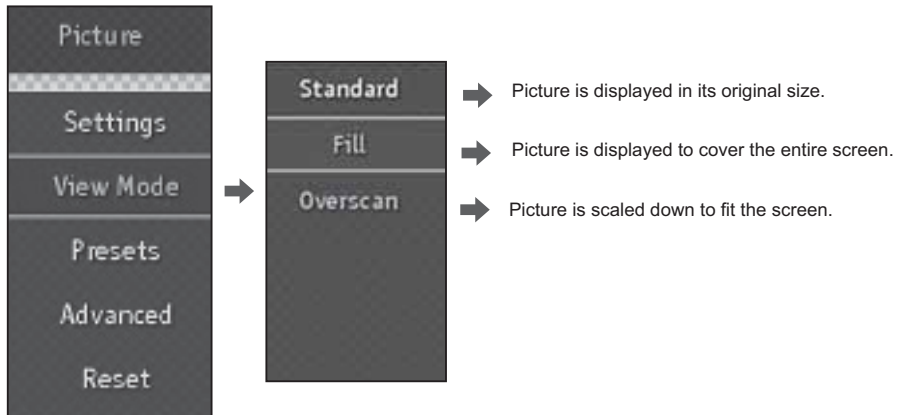 Picture
Settings
View Mode
Presets
Advanced
Reset
Standard
Fill
Overscan
Picture is displayed in its original size.
Picture is displayed to cover the entire screen.
Picture is scaled down to fit the screen.